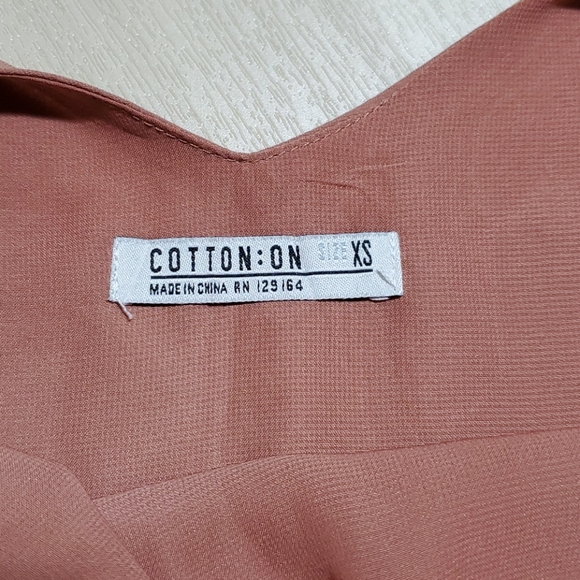 COTTON:ON SIZE XS
MADE IN CHINA RN 129164